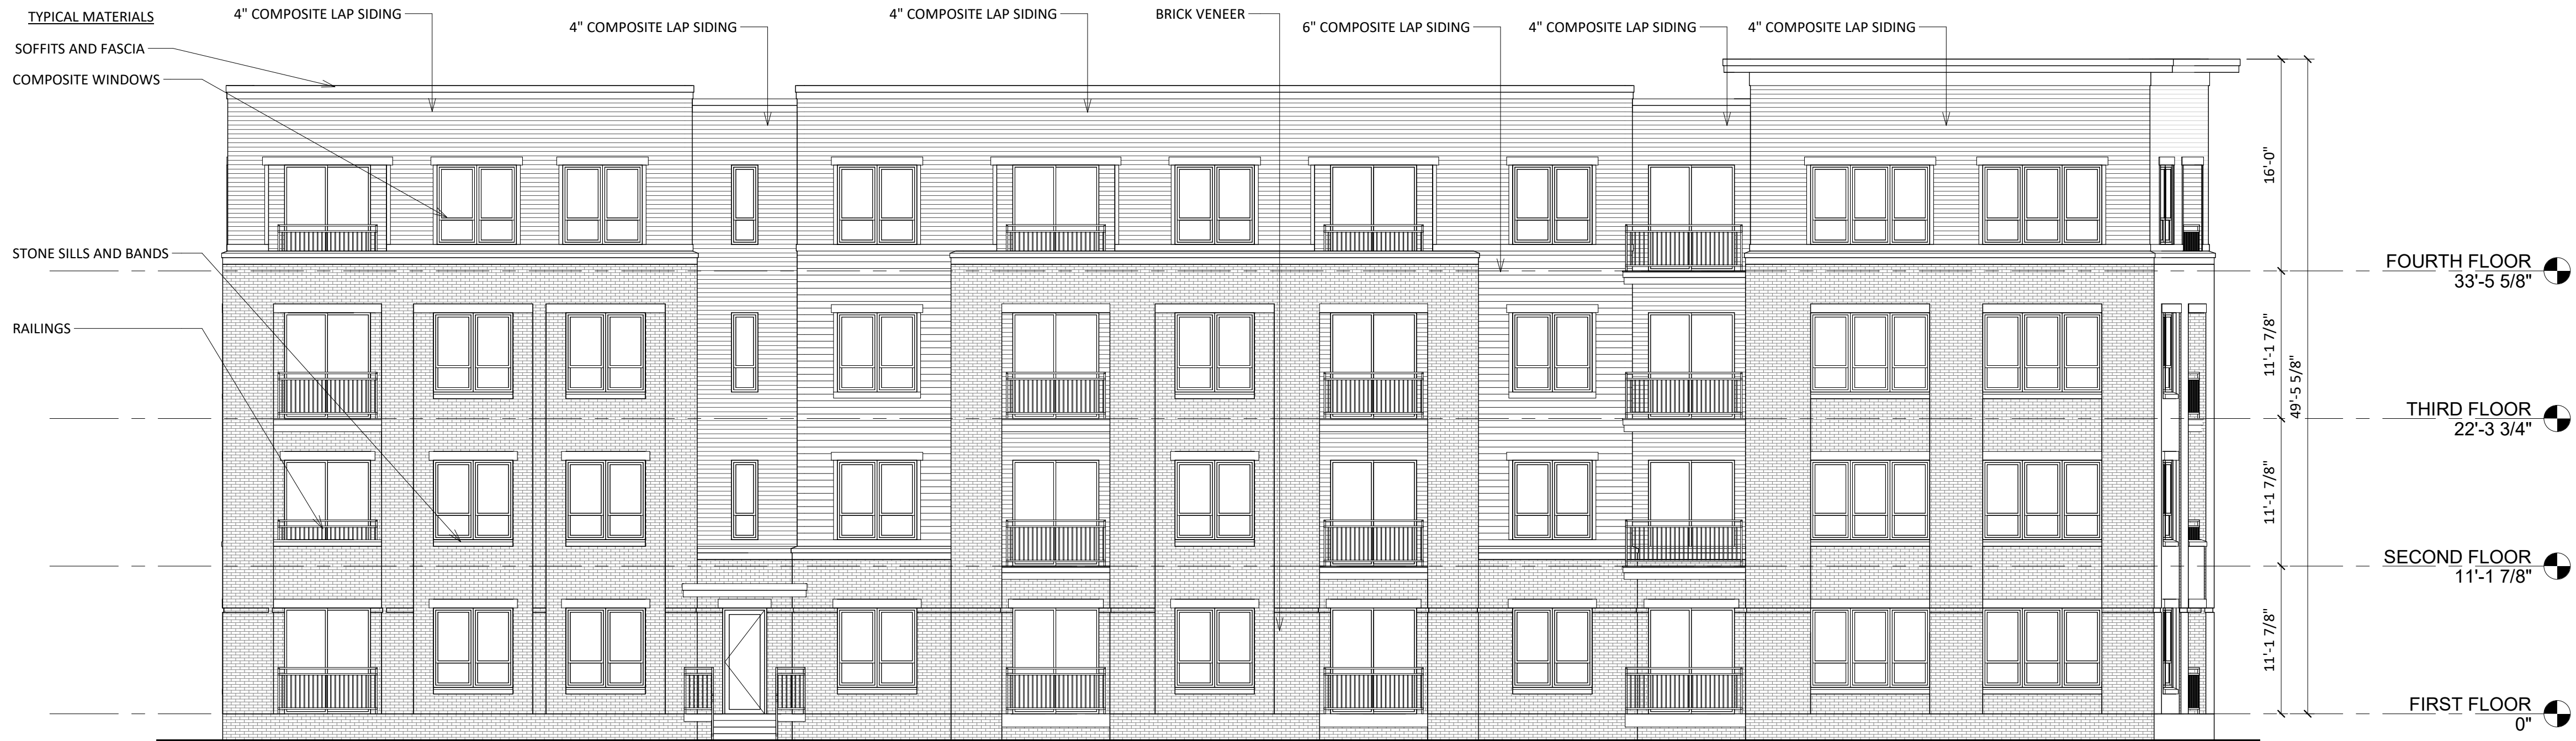 TYPICAL MATERIALS
4" COMPOSITE LAP SIDING
4" COMPOSITE LAP SIDING
4" COMPOSITE LAP SIDING
BRICK VENEER
6" COMPOSITE LAP SIDING
4" COMPOSITE LAP SIDING
4" COMPOSITE LAP SIDING
SOFFITS AND FASCIA
COMPOSITE WINDOWS
STONE SILLS AND BANDS
RAILINGS
16'-0"
11'-1 7/8"
11'-1 7/8"
11'-1 7/8"
49'-5 5/8"
FOURTH FLOOR
33'-5 5/8"
THIRD FLOOR
22'-3 3/4"
SECOND FLOOR
11'-1 7/8"
FIRST FLOOR
0"